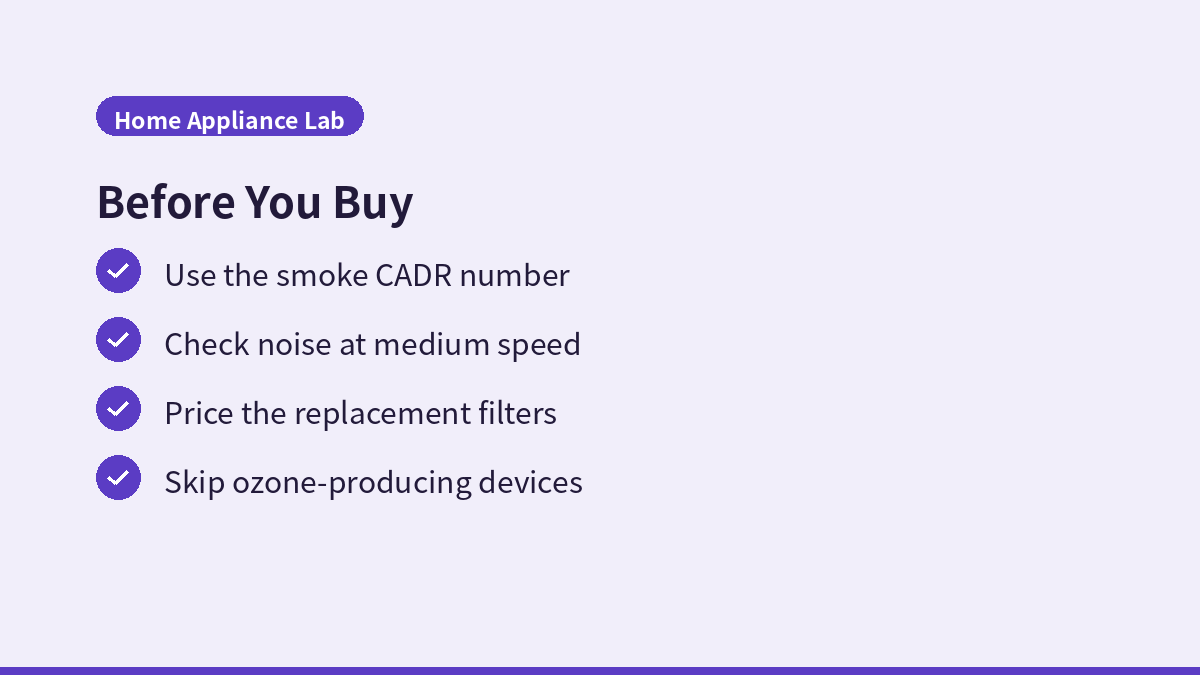 Home Appliance Lab
Before You Buy
Use the smoke CADR number
Check noise at medium speed
Price the replacement filters
Skip ozone-producing devices